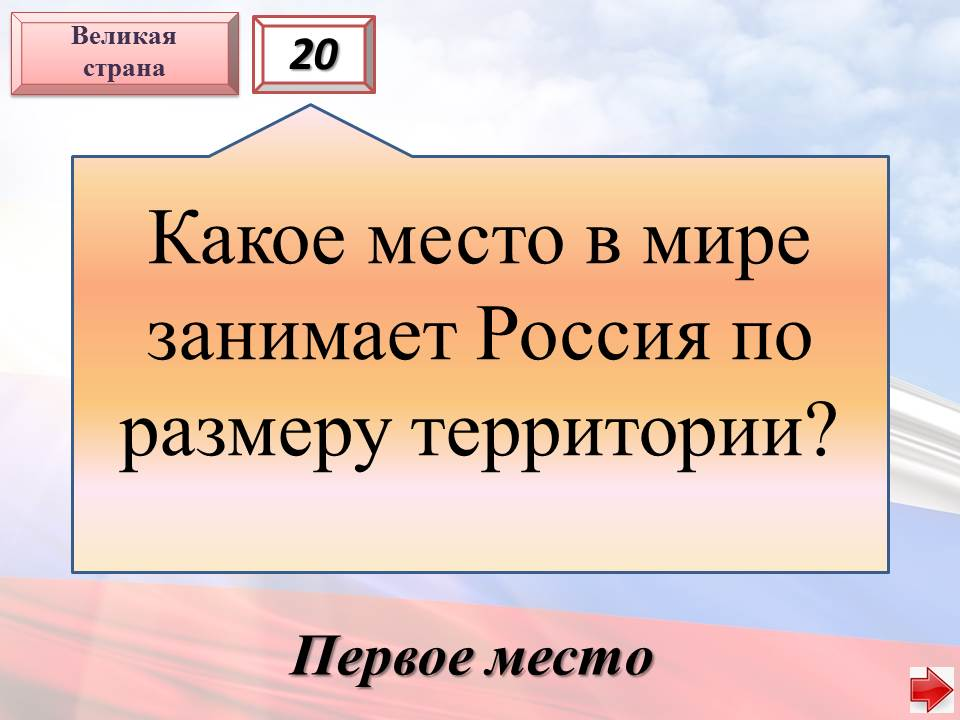 Великая
страна
20
Какое место в мире
занимает Россия по
размеру территории?
Первое место